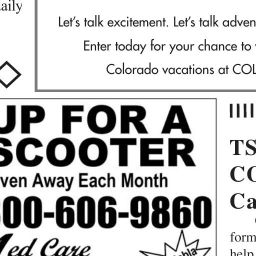 aily
Let's talk excitement. Let's talk adven
Enter today for your chance to
Colorado vacations at COL
UP FOR A
SCOOTER
ven Away Each Month
00-606-9860
Med Care
TS
CO
Ca
form
help